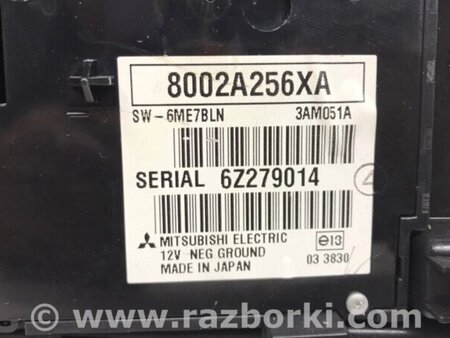 8002A256XA
SW-6ME7BLN 3AM051A
SERIAL 6Z279014
MITSUBISHI ELECTRIC
12V NEG GROUND
MADE IN JAPAN
e13
03 3830
www.razborki.com